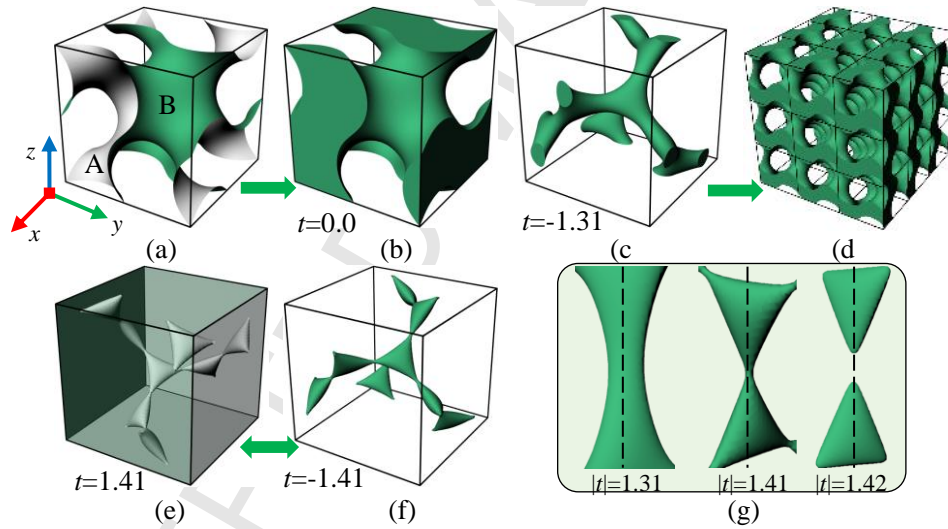 A
B
z
x
y
(a)
t=0.0
(b)
t=-1.31
(c)
(d)
t=1.41
(e)
t=-1.41
(f)
|t|=1.31
|t|=1.41
|t|=1.42
(g)